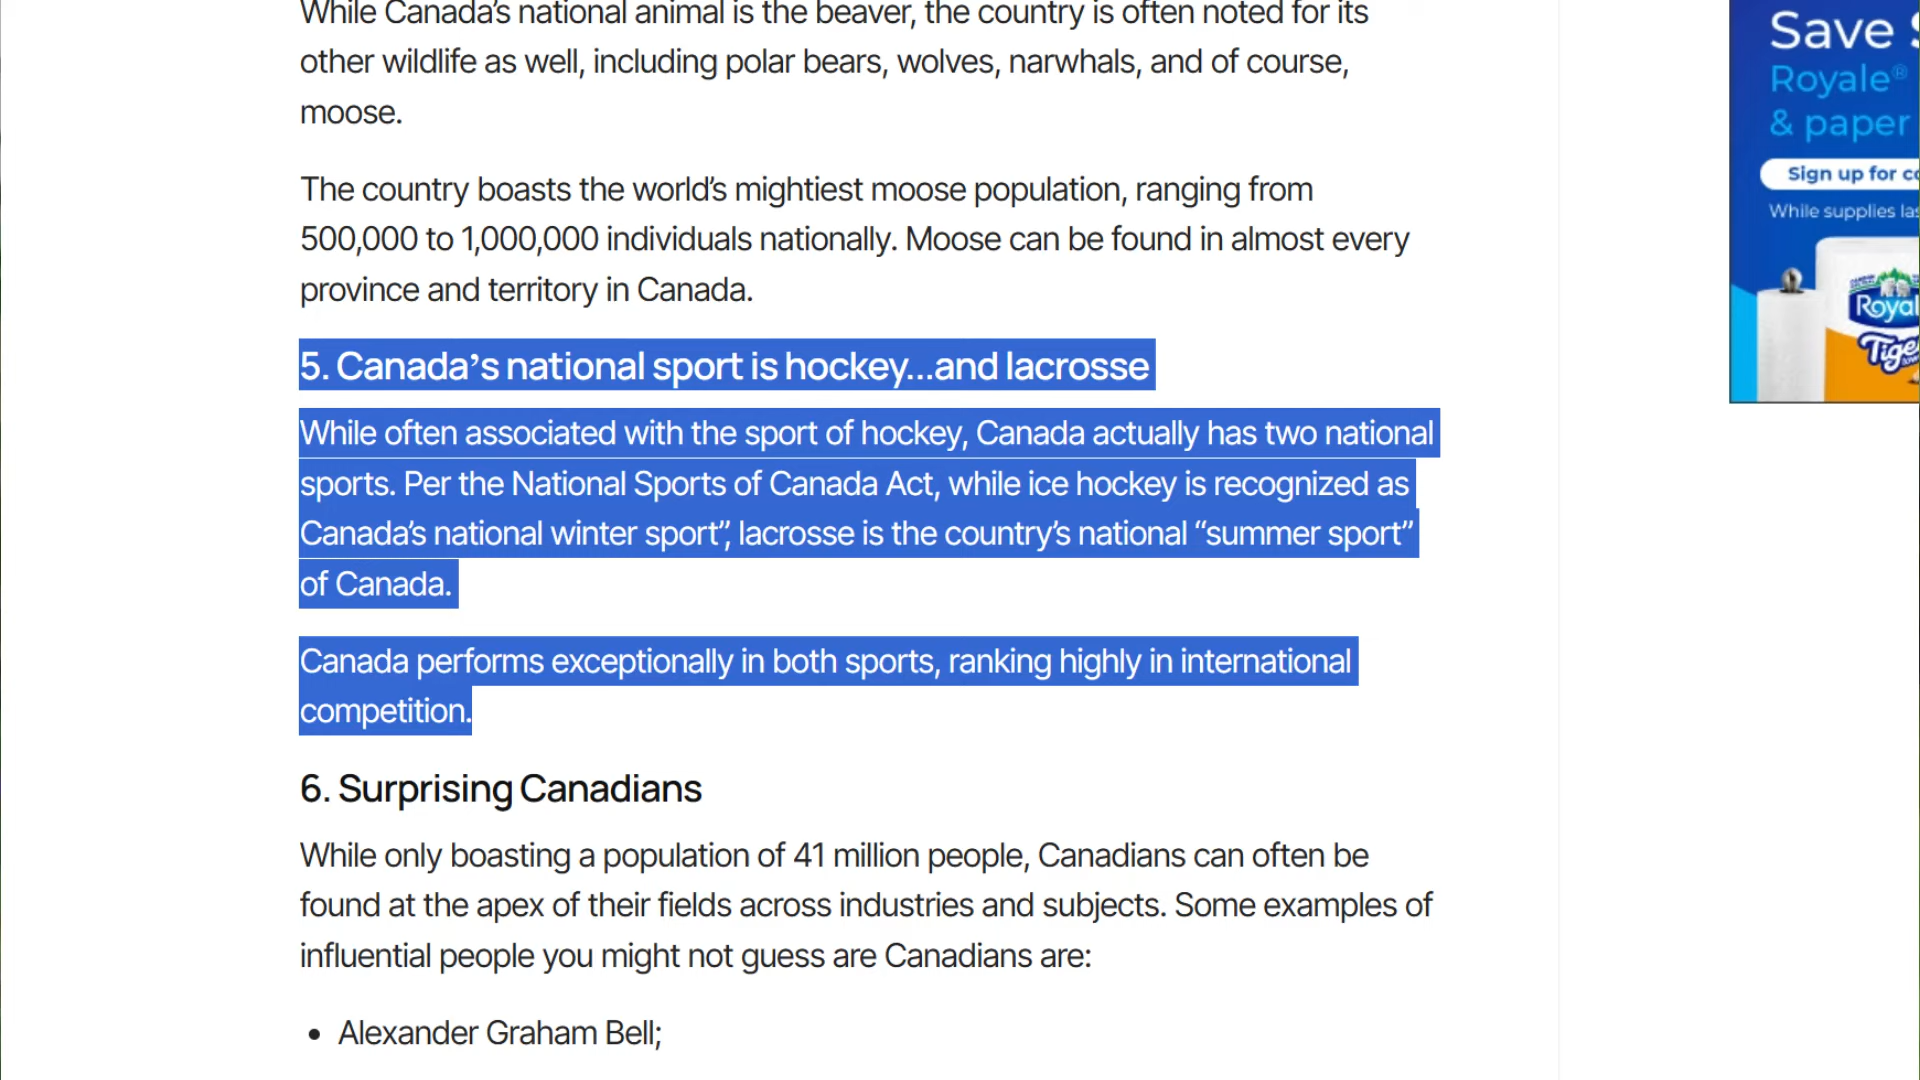 While Canada's national animal is the beaver, the country is often noted for its
other wildlife as well, including polar bears, wolves, narwhals, and of course,
moose.
The country boasts the world's mightiest moose population, ranging from
500,000 to 1,000,000 individuals nationally. Moose can be found in almost every
province and territory in Canada.
5. Canada's national sport is hockey...and lacrosse
While often associated with the sport of hockey, Canada actually has two national
sports. Per the National Sports of Canada Act, while ice hockey is recognized as
Canada's national winter sport”, lacrosse is the country's national “summer sport”
of Canada.
Canada performs exceptionally in both sports, ranking highly in international
competition.
6. Surprising Canadians
While only boasting a population of 41 million people, Canadians can often be
found at the apex of their fields across industries and subjects. Some examples of
influential people you might not guess are Canadians are:
• Alexander Graham Bell;
Save
Royale®
& paper
Sign up for
While supplies
Royal
Tiger